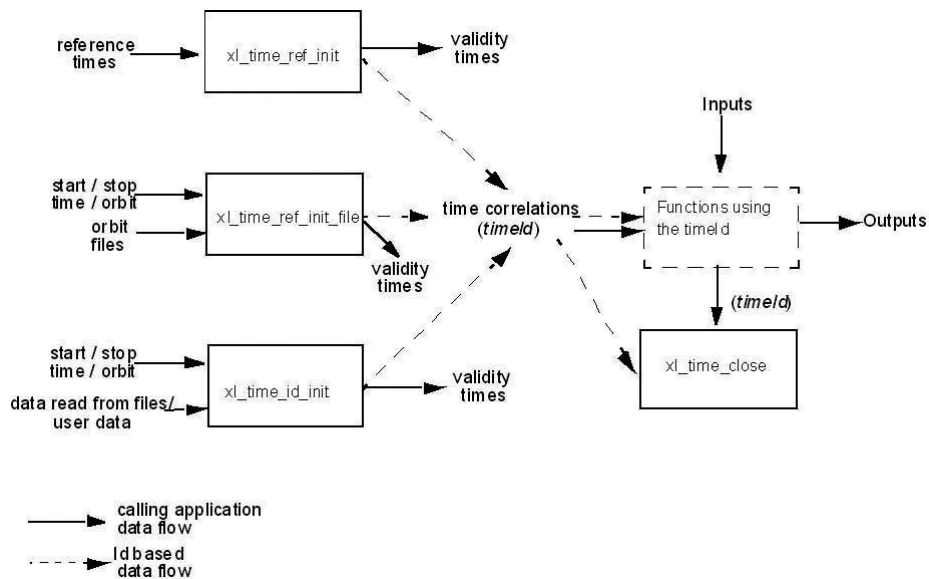 reference
times
xl_time_ref_init
validity
times
Inputs
start / stop
time / orbit
orbit
files
xl_time_ref_init_file
validity
times
time correlations
(timeId)
Functions using
the timeId
Outputs
(timeId)
start / stop
time / orbit
data read from files/
user data
xl_time_id_init
validity
times
xl_time_close
calling application
data flow
Id based
data flow